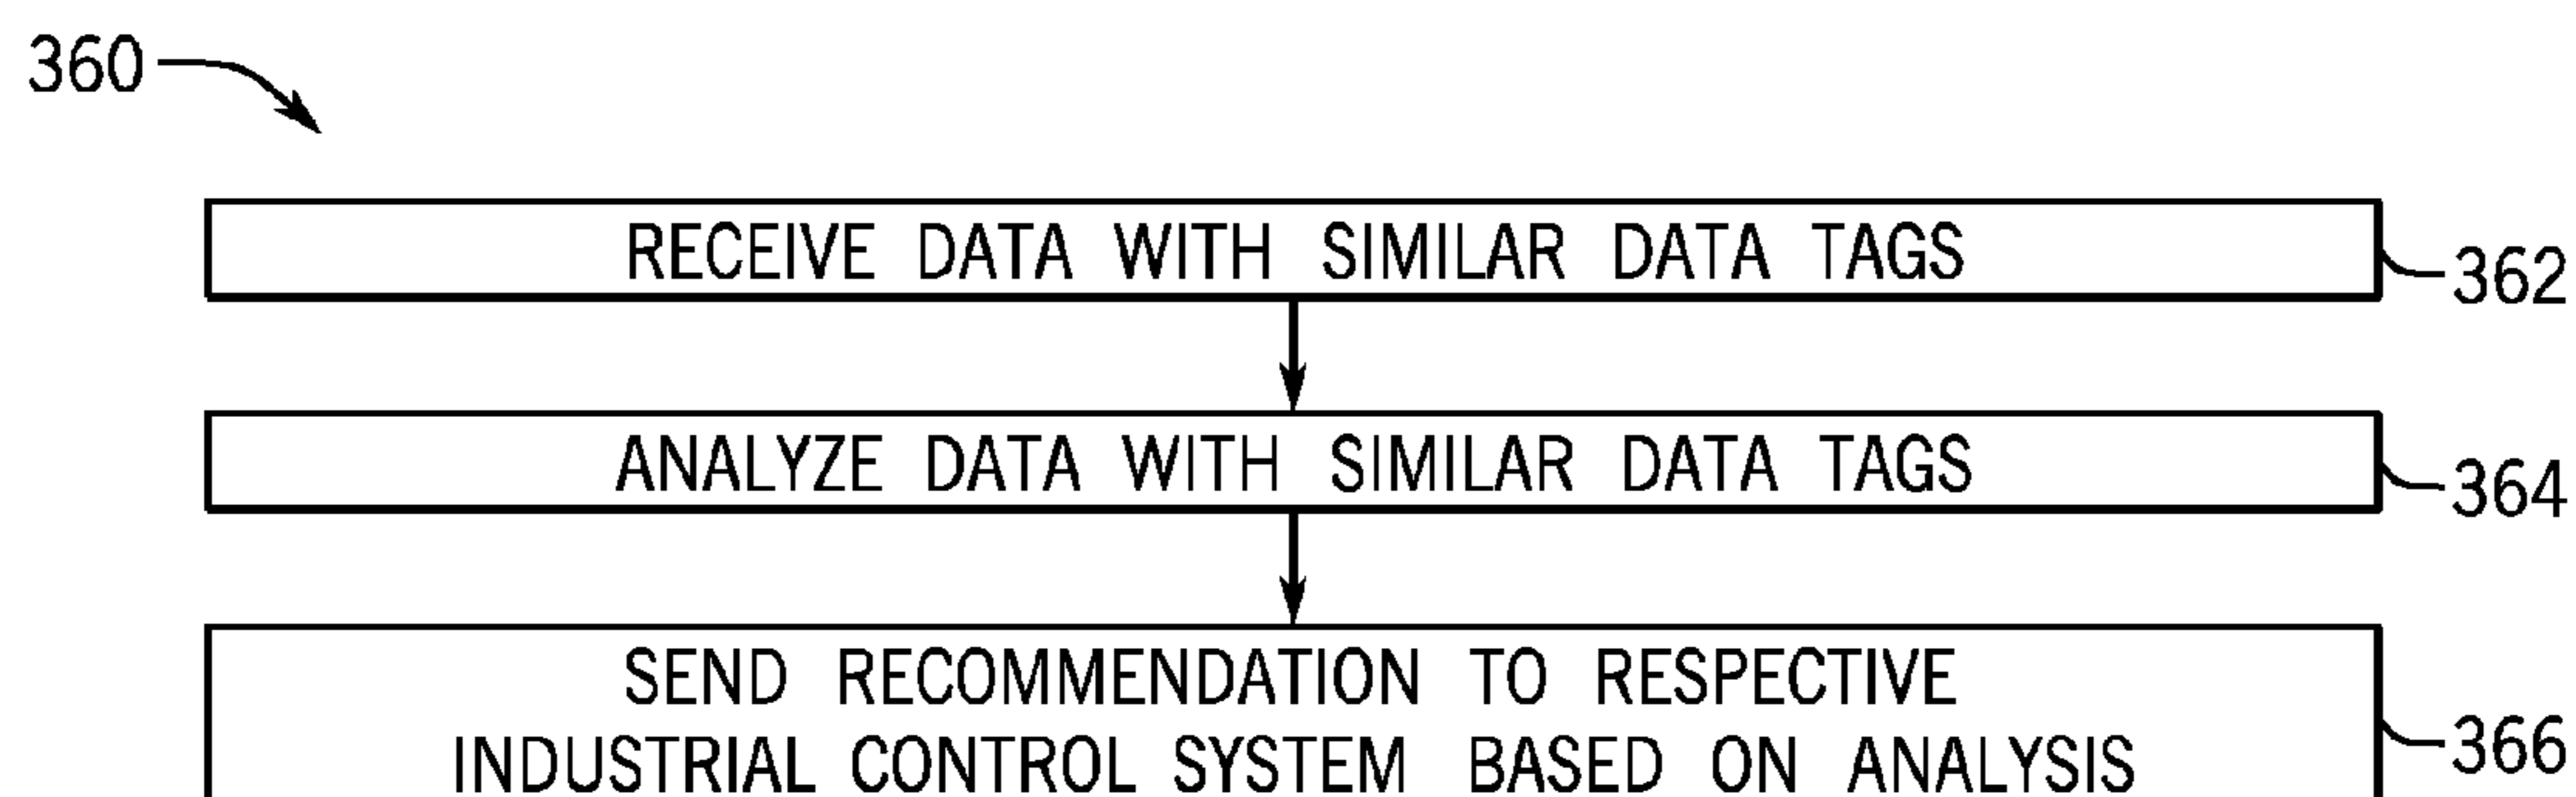 360
RECEIVE DATA WITH SIMILAR DATA TAGS
362
ANALYZE DATA WITH SIMILAR DATA TAGS
364
SEND RECOMMENDATION TO RESPECTIVE
INDUSTRIAL CONTROL SYSTEM BASED ON ANALYSIS
366